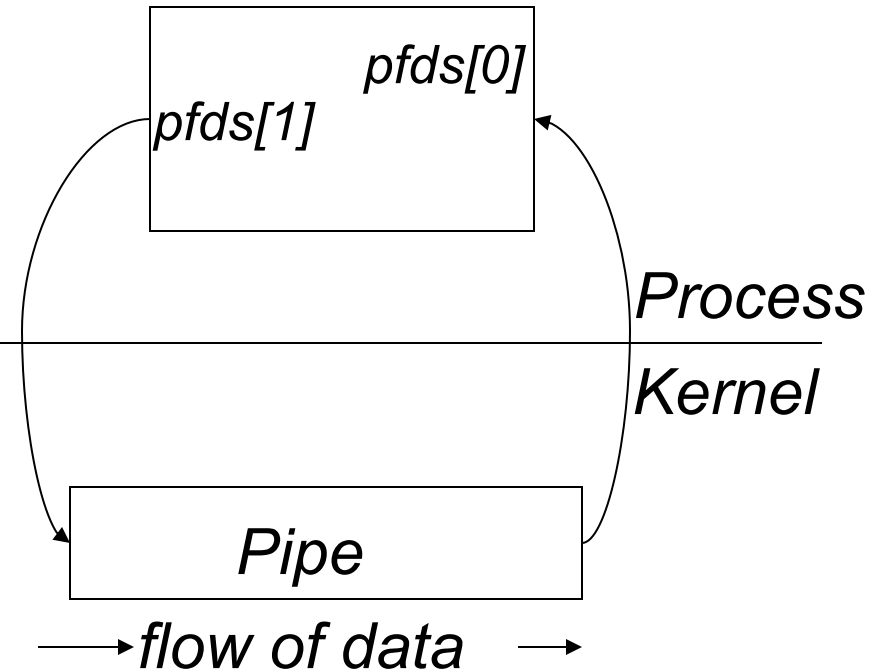 pfds[0]
pfds[1]
Process
Kernel
Pipe
flow of data